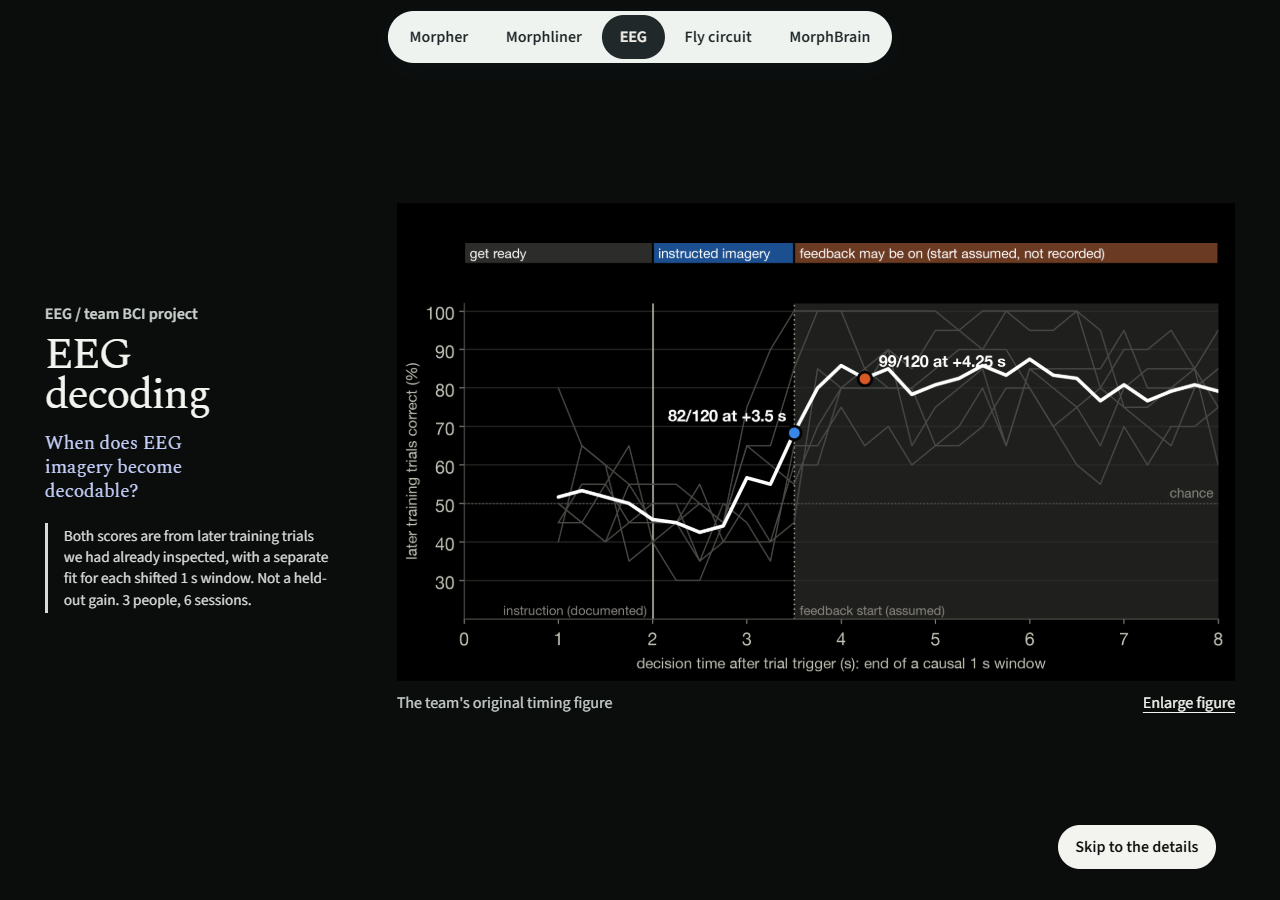 Morpher
Morphliner
EEG
Fly circuit
MorphBrain
EEG / team BCI project
EEG
decoding
When does EEG
imagery become
decodable?
Both scores are from later training trials
we had already inspected, with a separate
fit for each shifted 1 s window. Not a held-
out gain. 3 people, 6 sessions.
get ready
instructed imagery
feedback may be on (start assumed, not recorded)
later training trials correct (%)
100
90
80
70
60
50
40
30
99/120 at +4.25 s
82/120 at +3.5 s
chance
instruction (documented)
feedback start (assumed)
0 1 2 3 4 5 6 7 8
decision time after trial trigger (s): end of a causal 1 s window
The team's original timing figure
Enlarge figure
Skip to the details